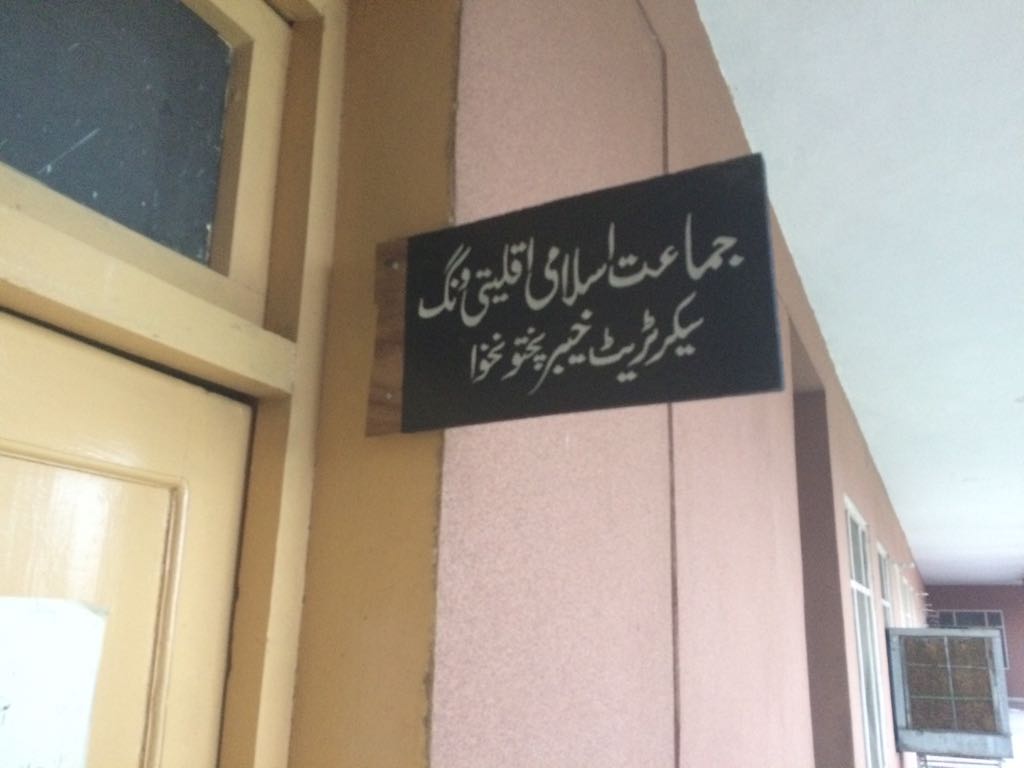 جماعت اسلامی اقلیتی ونگ
سیکرٹریٹ خیبر پختونخوا